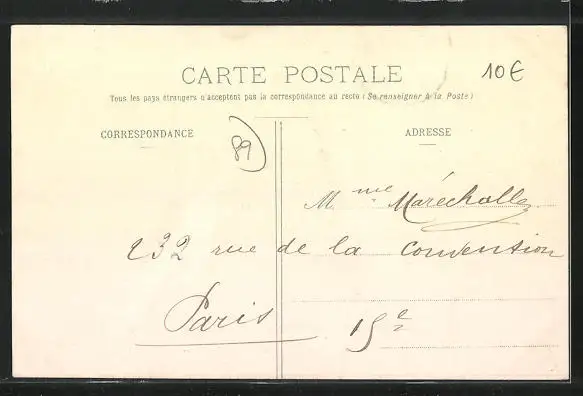 CARTE POSTALE
10€
Tous les pays étrangers n'acceptent pas la correspondance au recto (Se renseigner à la Poste)
CORRESPONDANCE
89
ADRESSE
Mme Maréchalle
232 rue de la Convention
Paris 15e